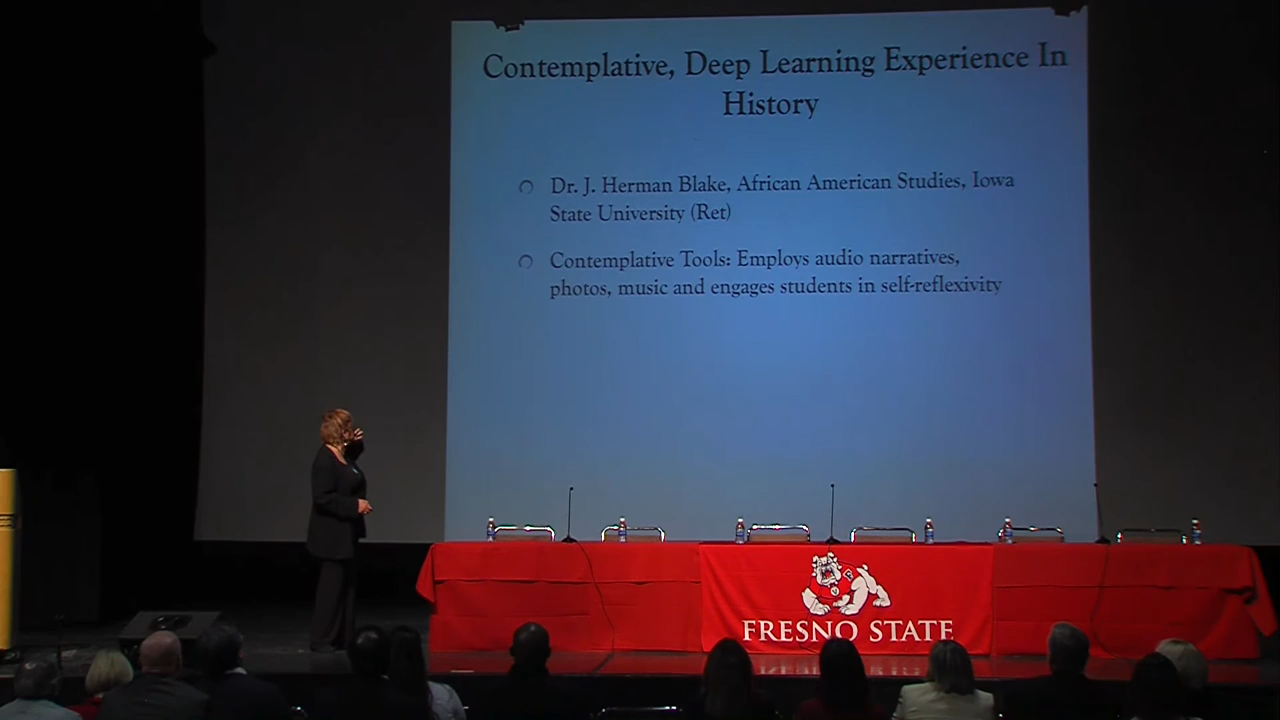 Contemplative, Deep Learning Experience In
History
Dr. J. Herman Blake, African American Studies, Iowa
State University (Ret)
Contemplative Tools: Employs audio narratives,
photos, music and engages students in self-reflexivity
FRESNO STATE